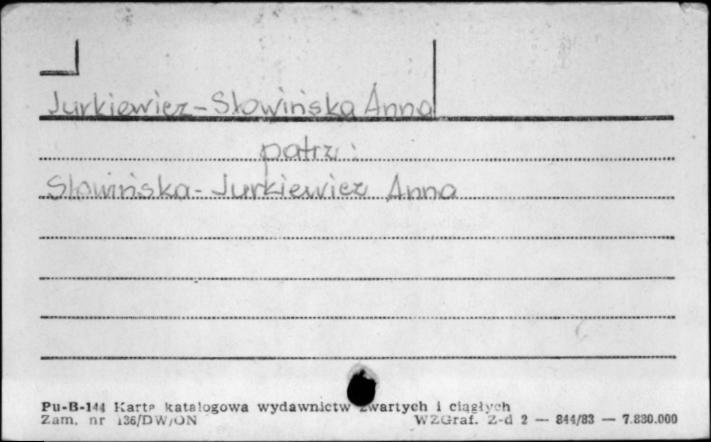 Jurkiewicz-Słowińska Anna
patrz:
Słowińska-Jurkiewicz Anna
Pu-B-144 Karta katalogowa wydawnictw zwartych i ciągłych
Zam. nr 136/DW/ON WZGraf. Z-d 2 — 844/83 — 7.830.000